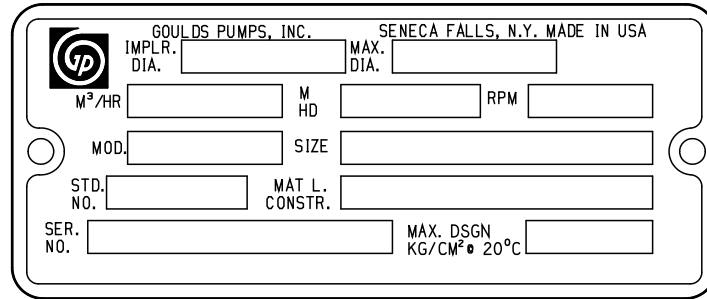 GOULDS PUMPS, INC. SENECA FALLS, N.Y. MADE IN USA
IMPLR. DIA. MAX. DIA.
M³/HR M HD RPM
MOD. SIZE
STD. NO. MAT L. CONSTR.
SER. NO. MAX. DSGN KG/CM²@ 20°C